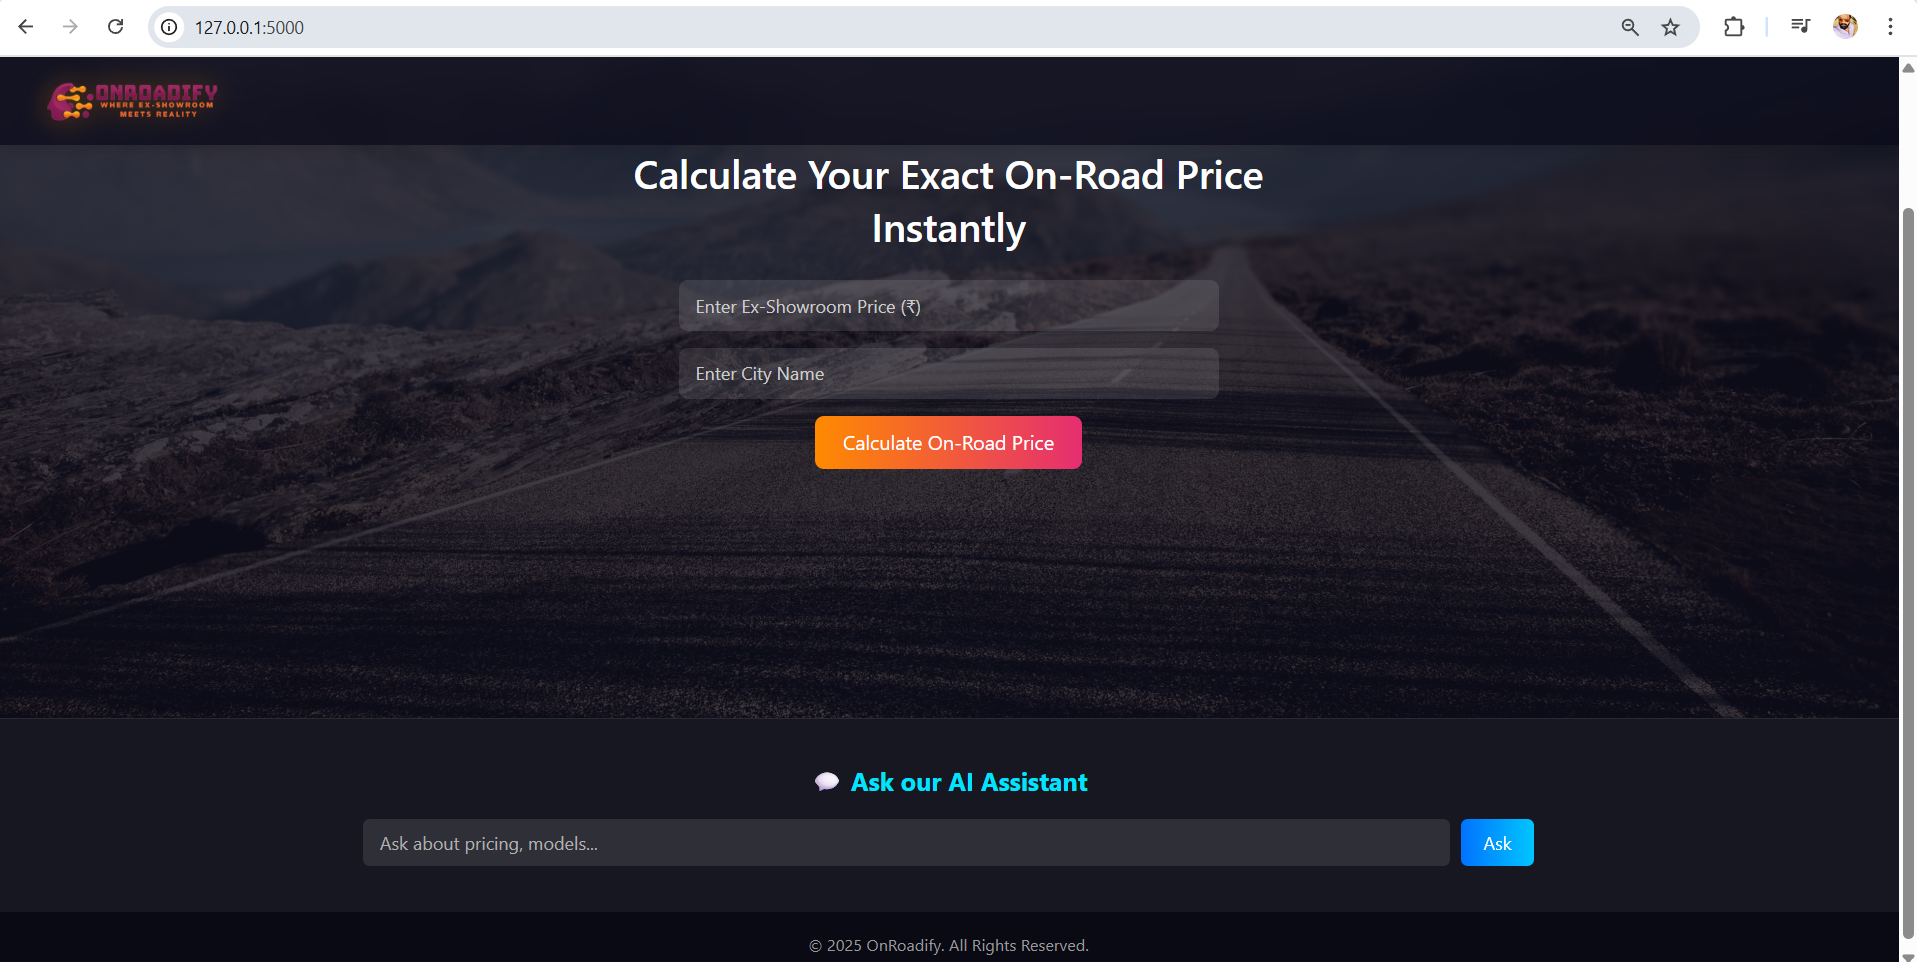 127.0.0.1:5000
ONROADIFY
WHERE EX-SHOWROOM
MEETS REALITY
Calculate Your Exact On-Road Price
Instantly
Enter Ex-Showroom Price (₹)
Enter City Name
Calculate On-Road Price
Ask our AI Assistant
Ask about pricing, models...
Ask
© 2025 OnRoadify. All Rights Reserved.